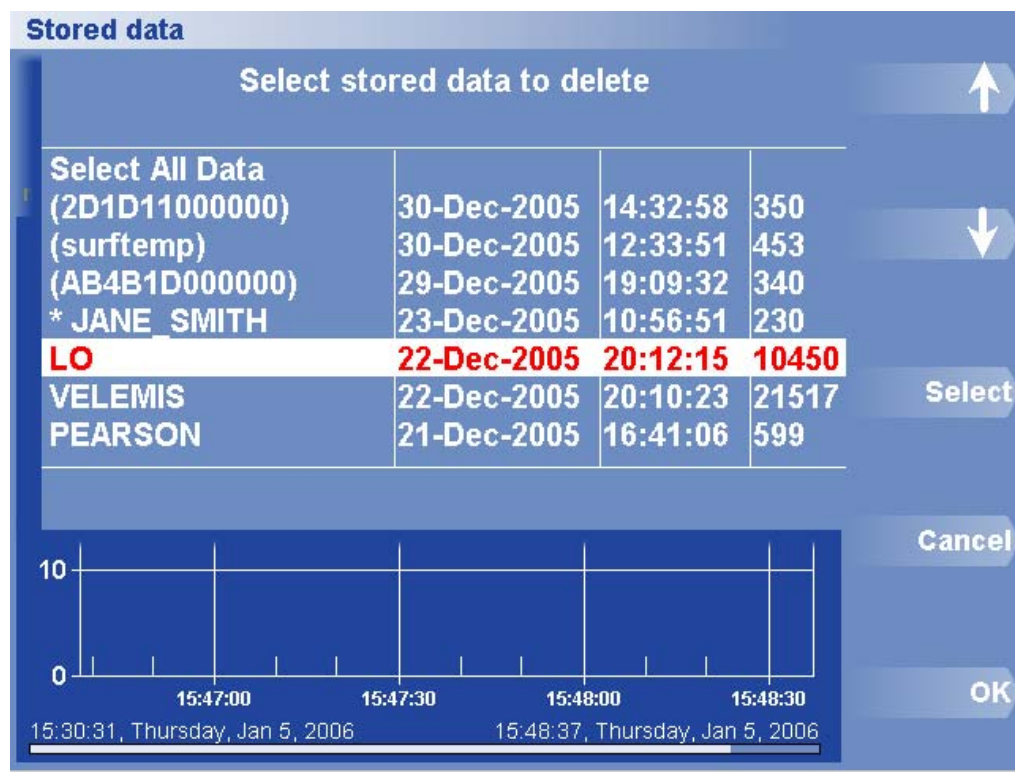 Stored data
Select stored data to delete
Select All Data
(2D1D11000000) 30-Dec-2005 14:32:58 350
(surftemp) 30-Dec-2005 12:33:51 453
(AB4B1D000000) 29-Dec-2005 19:09:32 340
* JANE_SMITH 23-Dec-2005 10:56:51 230
LO 22-Dec-2005 20:12:15 10450
VELEMIS 22-Dec-2005 20:10:23 21517
PEARSON 21-Dec-2005 16:41:06 599
Select
Cancel
OK
10
0
15:47:00 15:47:30 15:48:00 15:48:30
15:30:31, Thursday, Jan 5, 2006 15:48:37, Thursday, Jan 5, 2006